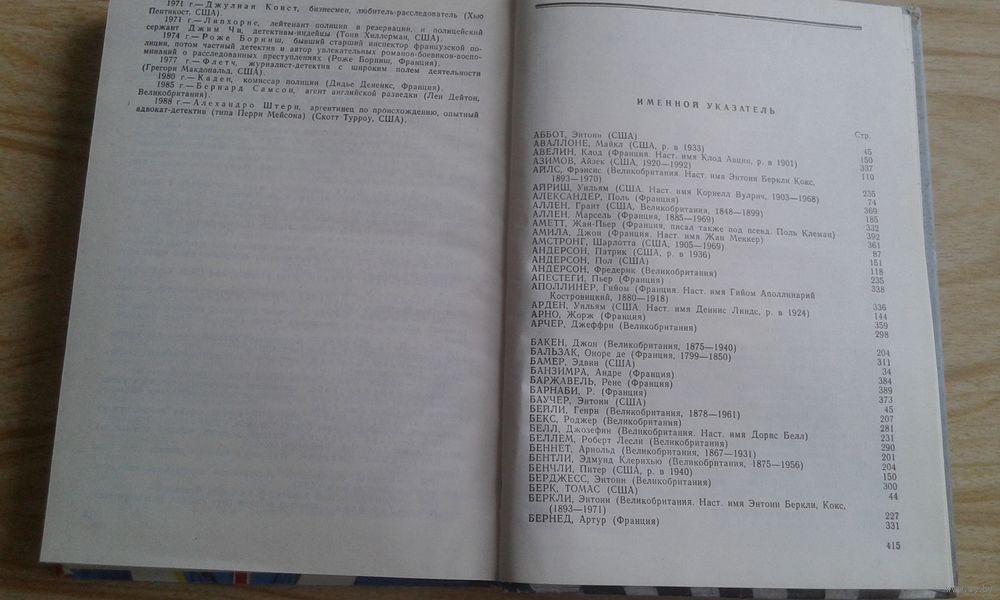 1971 г.— Джулиан Конст, бизнесмен, любитель-расследователь (Хью
Пентикост, США).
1971 г.— Липхорне, лейтенант полиции в резервации, и полицейский
сержант Джим Чи, детективы-индейцы (Тони Хиллерман, США).
1974 г.— Роже Борниш, бывший старший инспектор французской по-
лиции, потом частный детектив и автор увлекательных романов-боевиков-воспо-
минаний о расследованных преступлениях (Роже Борниш, Франция).
1977 г.— Флетч, журналист-детектив с широким полем деятельности
(Грегори Макдональд, США).
1980 г.— Каден, комиссар полиции (Дидье Дененкс, Франция).
1985 г.— Бернард Самсон, агент английской разведки (Лен Дейтон,
Великобритания).
1988 г.— Алехандро Штерн, аргентинец по происхождению, опытный
адвокат-детектив (типа Перри Мейсона) (Скотт Турроу, США).
ИМЕННОЙ УКАЗАТЕЛЬ
Стр.
АББОТ, Энтони (США) 45
АВАЛЛОНЕ, Майкл (США, р. в 1933) 150
АВЕЛИН, Клод (Франция. Наст. имя Клод Авцин, р. в 1901) 337
АЗИМОВ, Айзек (США, 1920—1992) 110
АЙЛС, Фрэнсис (Великобритания. Наст. имя Энтони Беркли Кокс,
1893—1970) 235
АЙРИШ, Уильям (США. Наст. имя Корнелл Вулрич, 1903—1968) 74
АЛЕКСАНДЕР, Поль (Франция) 369
АЛЛЕН, Грант (США, Великобритания, 1848—1899) 185
АЛЛЕН, Марсель (Франция, 1885—1969) 332
АМЕТТ, Жан-Пьер (Франция, писал также под псевд. Поль Клеман) 392
АМИЛА, Джон (Франция. Наст. имя Жан Меккер) 361
АМСТРОНГ, Шарлотта (США, 1905—1969) 87
АНДЕРСОН, Патрик (США, р. в 1936) 151
АНДЕРСОН, Пол (США) 118
АНДЕРСОН, Фредерик (Великобритания) 235
АПЕСТЕГИ, Пьер (Франция) 338
АПОЛЛИНЕР, Гийом (Франция. Наст. имя Гийом Аполлинарий
Костровицкий, 1880—1918) 336
АРДЕН, Уильям (США. Наст. имя Деннис Линдс, р. в 1924) 144
АРНО, Жорж (Франция) 359
АРЧЕР, Джеффри (Великобритания) 298
БАКЕН, Джон (Великобритания, 1875—1940) 204
БАЛЬЗАК, Оноре де (Франция, 1799—1850) 311
БАМЕР, Эдвин (США) 34
БАНЗИМРА, Андре (Франция) 384
БАРЖАВЕЛЬ, Рене (Франция) 389
БАРНАБИ, Р. (Франция) 373
БАУЧЕР, Энтони (США) 45
БЕЙЛИ, Генри (Великобритания, 1878—1961) 207
БЕКС, Роджер (Великобритания) 281
БЕЛЛ, Джозефин (Великобритания. Наст. имя Дорис Белл) 231
БЕЛЛЕМ, Роберт Лесли (Великобритания) 290
БЕННЕТ, Арнольд (Великобритания, 1867—1931) 201
БЕНТЛИ, Эдмунд Клерихью (Великобритания, 1875—1956) 204
БЕНЧЛИ, Питер (США, р. в 1940) 150
БЕРДЖЕСС, Энтони (Великобритания) 300
БЕРК, ТОМАС (США) 44
БЕРКЛИ, Энтони (Великобритания. Наст. имя Энтони Беркли, Кокс,
(1893—1971) 227
БЕРНЕД, Артур (Франция) 331
415